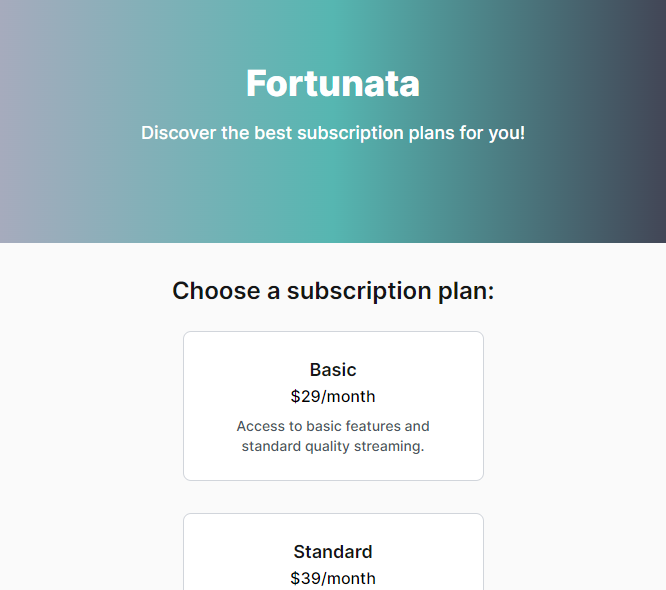 Fortunata
Discover the best subscription plans for you!
Choose a subscription plan:
Basic
$29/month
Access to basic features and
standard quality streaming.
Standard
$39/month